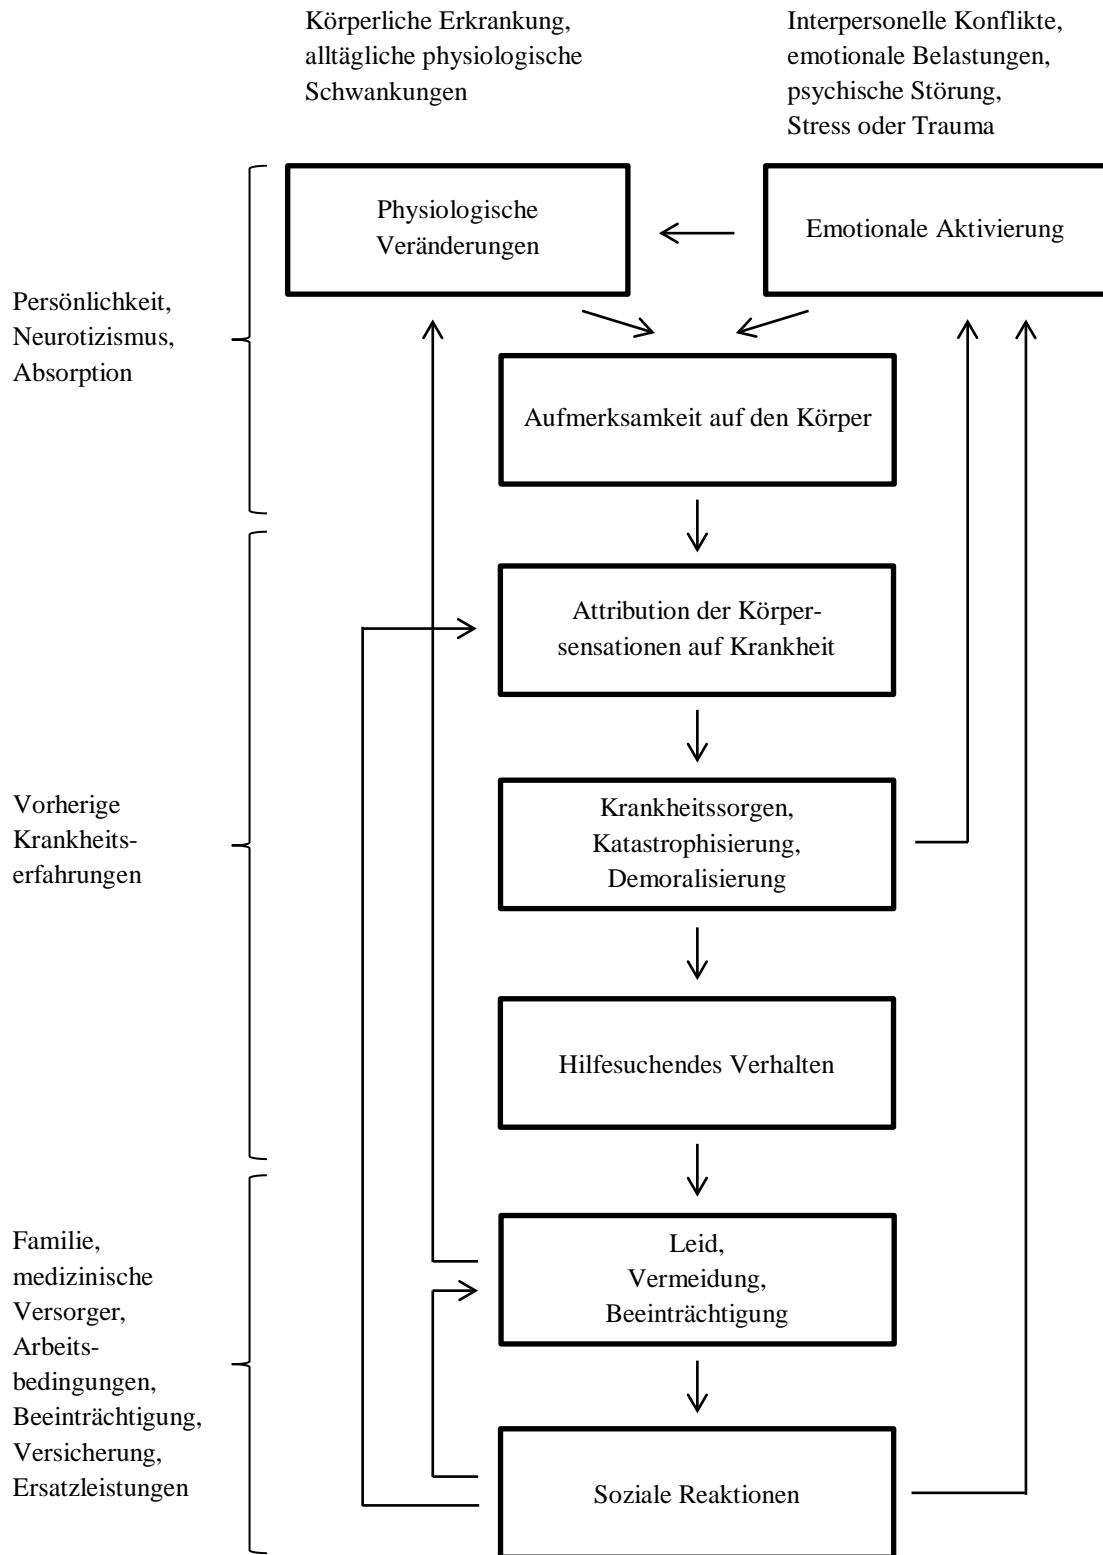 Körperliche Erkrankung,
alltägliche physiologische
Schwankungen
Interpersonelle Konflikte,
emotionale Belastungen,
psychische Störung,
Stress oder Trauma
Physiologische
Veränderungen
Emotionale Aktivierung
Persönlichkeit,
Neurotizismus,
Absorption
Aufmerksamkeit auf den Körper
Attribution der Körper-
sensationen auf Krankheit
Vorherige
Krankheits-
erfahrungen
Krankheitssorgen,
Katastrophisierung,
Demoralisierung
Hilfesuchendes Verhalten
Familie,
medizinische
Versorger,
Arbeits-
bedingungen,
Beeinträchtigung,
Versicherung,
Ersatzleistungen
Leid,
Vermeidung,
Beeinträchtigung
Soziale Reaktionen